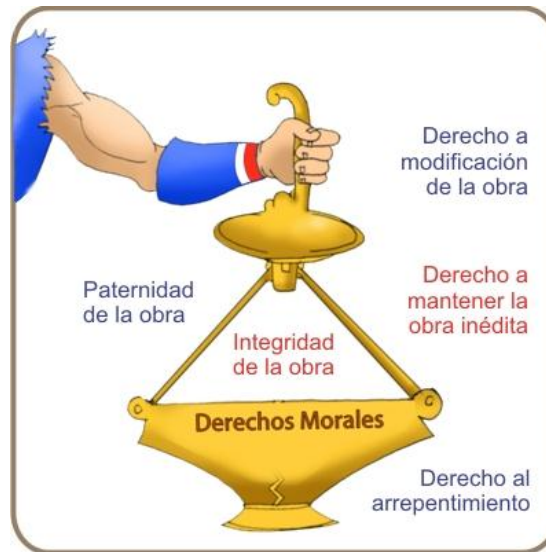 Derecho a
modificación
de la obra
Paternidad
de la obra
Derecho a
mantener la
obra inédita
Integridad
de la obra
Derechos Morales
Derecho al
arrepentimiento